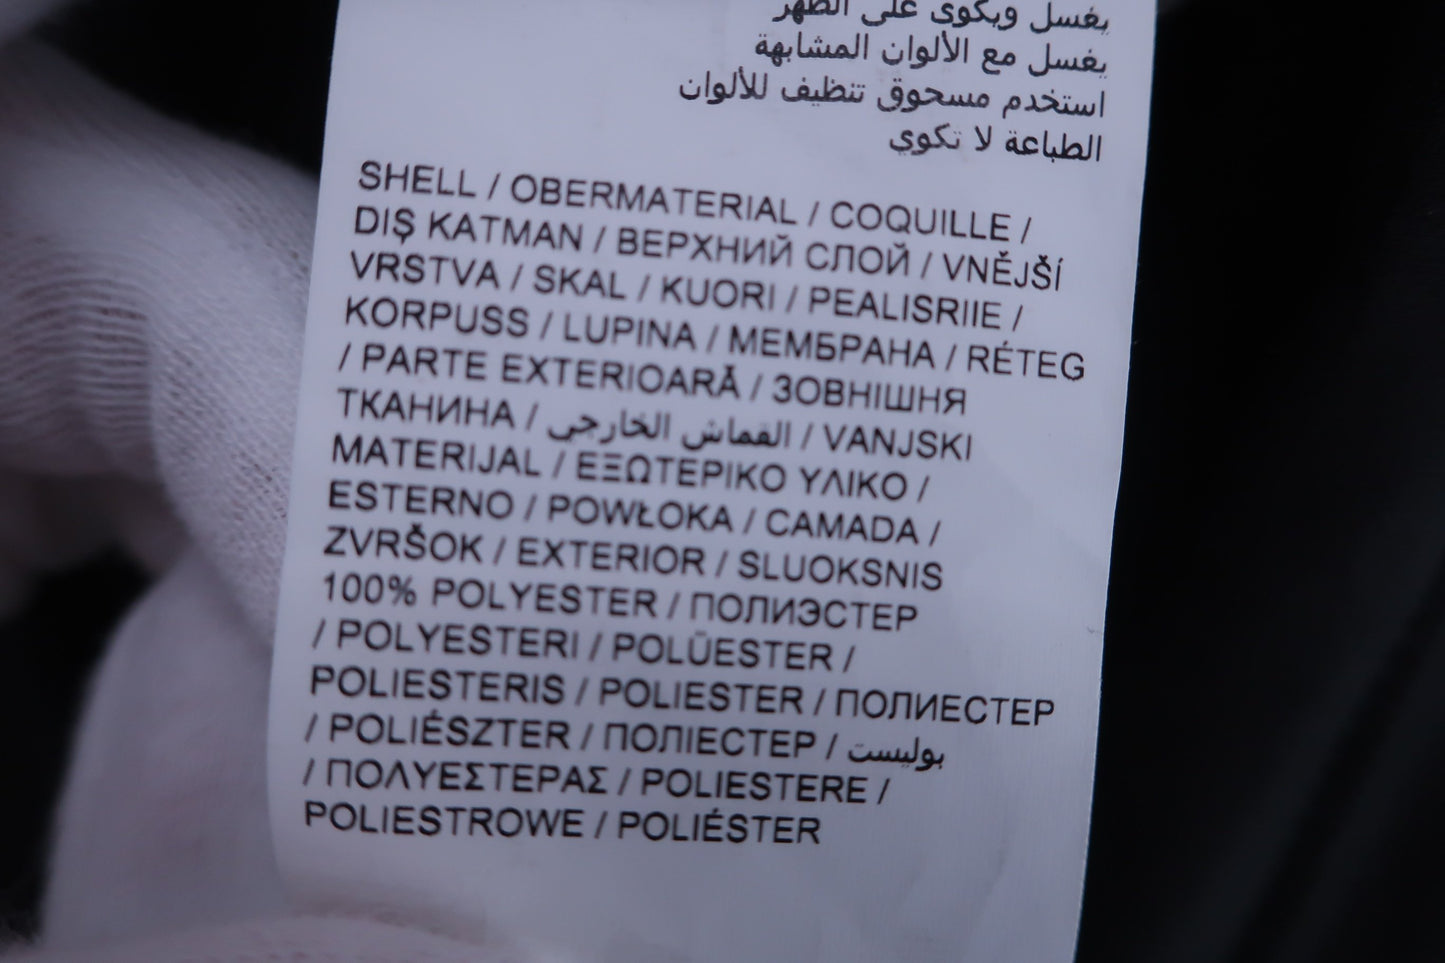 يغسل ويكوى على الظهر
يغسل مع الألوان المشابهة
استخدم مسحوق تنظيف للألوان
الطباعة لا تكوي
SHELL / OBERMATERIAL / COQUILLE /
DIŞ KATMAN / ВЕРХНИЙ СЛОЙ / VNĚJŠÍ
VRSTVA / SKAL / KUORI / PEALISRIIE /
KORPUSS / LUPINA / МЕМБРАНА / RÉTEG
/ PARTE EXTERIOARĂ / ЗОВНІШНЯ
ТКАНИНА / القماش الخارجي / VANJSKI
MATERIJAL / ΕΞΩΤΕΡΙΚΟ ΥΛΙΚΟ /
ESTERNO / POWŁOKA / CAMADA /
ZVRŠOK / EXTERIOR / SLUOKSNIS
100% POLYESTER / ПОЛИЭСТЕР
/ POLYESTERI / POLÜESTER /
POLIESTERIS / POLIESTER / ПОЛИЕСТЕР
/ POLIÉSZTER / ПОЛІЕСТЕР / بوليست
/ ΠΟΛΥΕΣΤΕΡΑΣ / POLIESTERE /
POLIESTROWE / POLIÉSTER